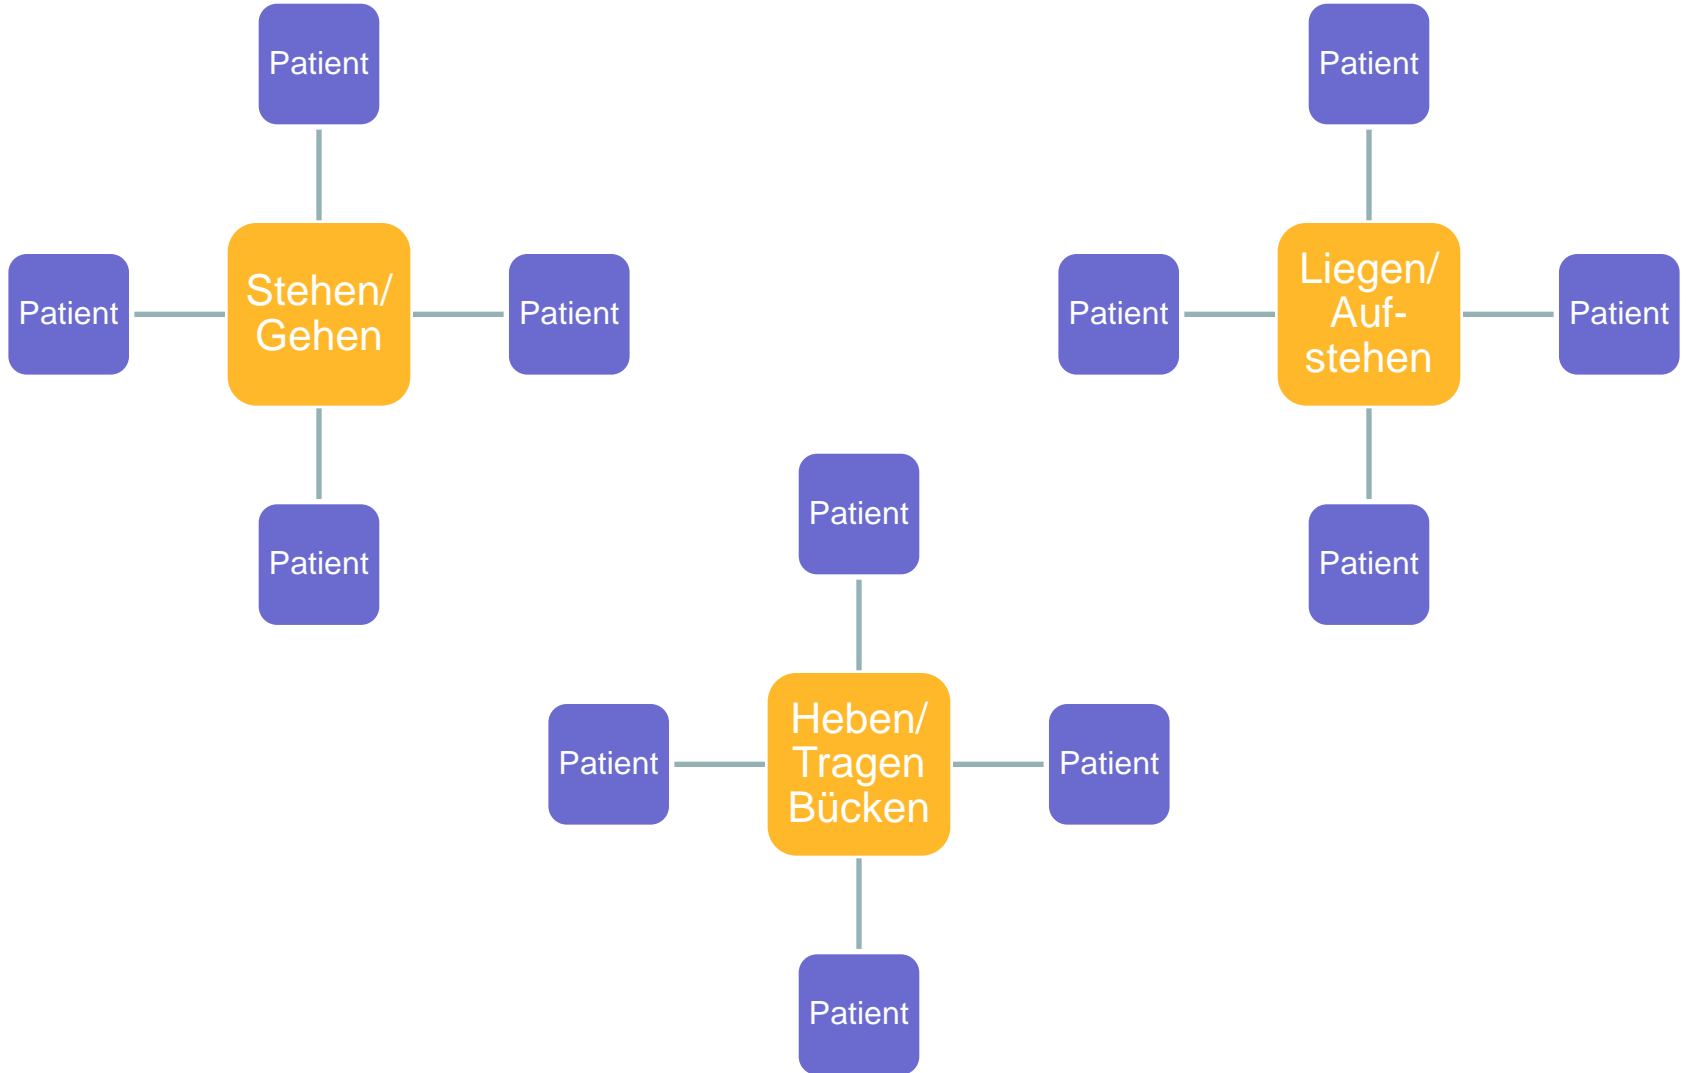 Patient
Patient
Stehen/
Gehen
Patient
Patient
Patient
Patient
Liegen/
Auf-
stehen
Patient
Patient
Patient
Patient
Heben/
Tragen
Bücken
Patient
Patient